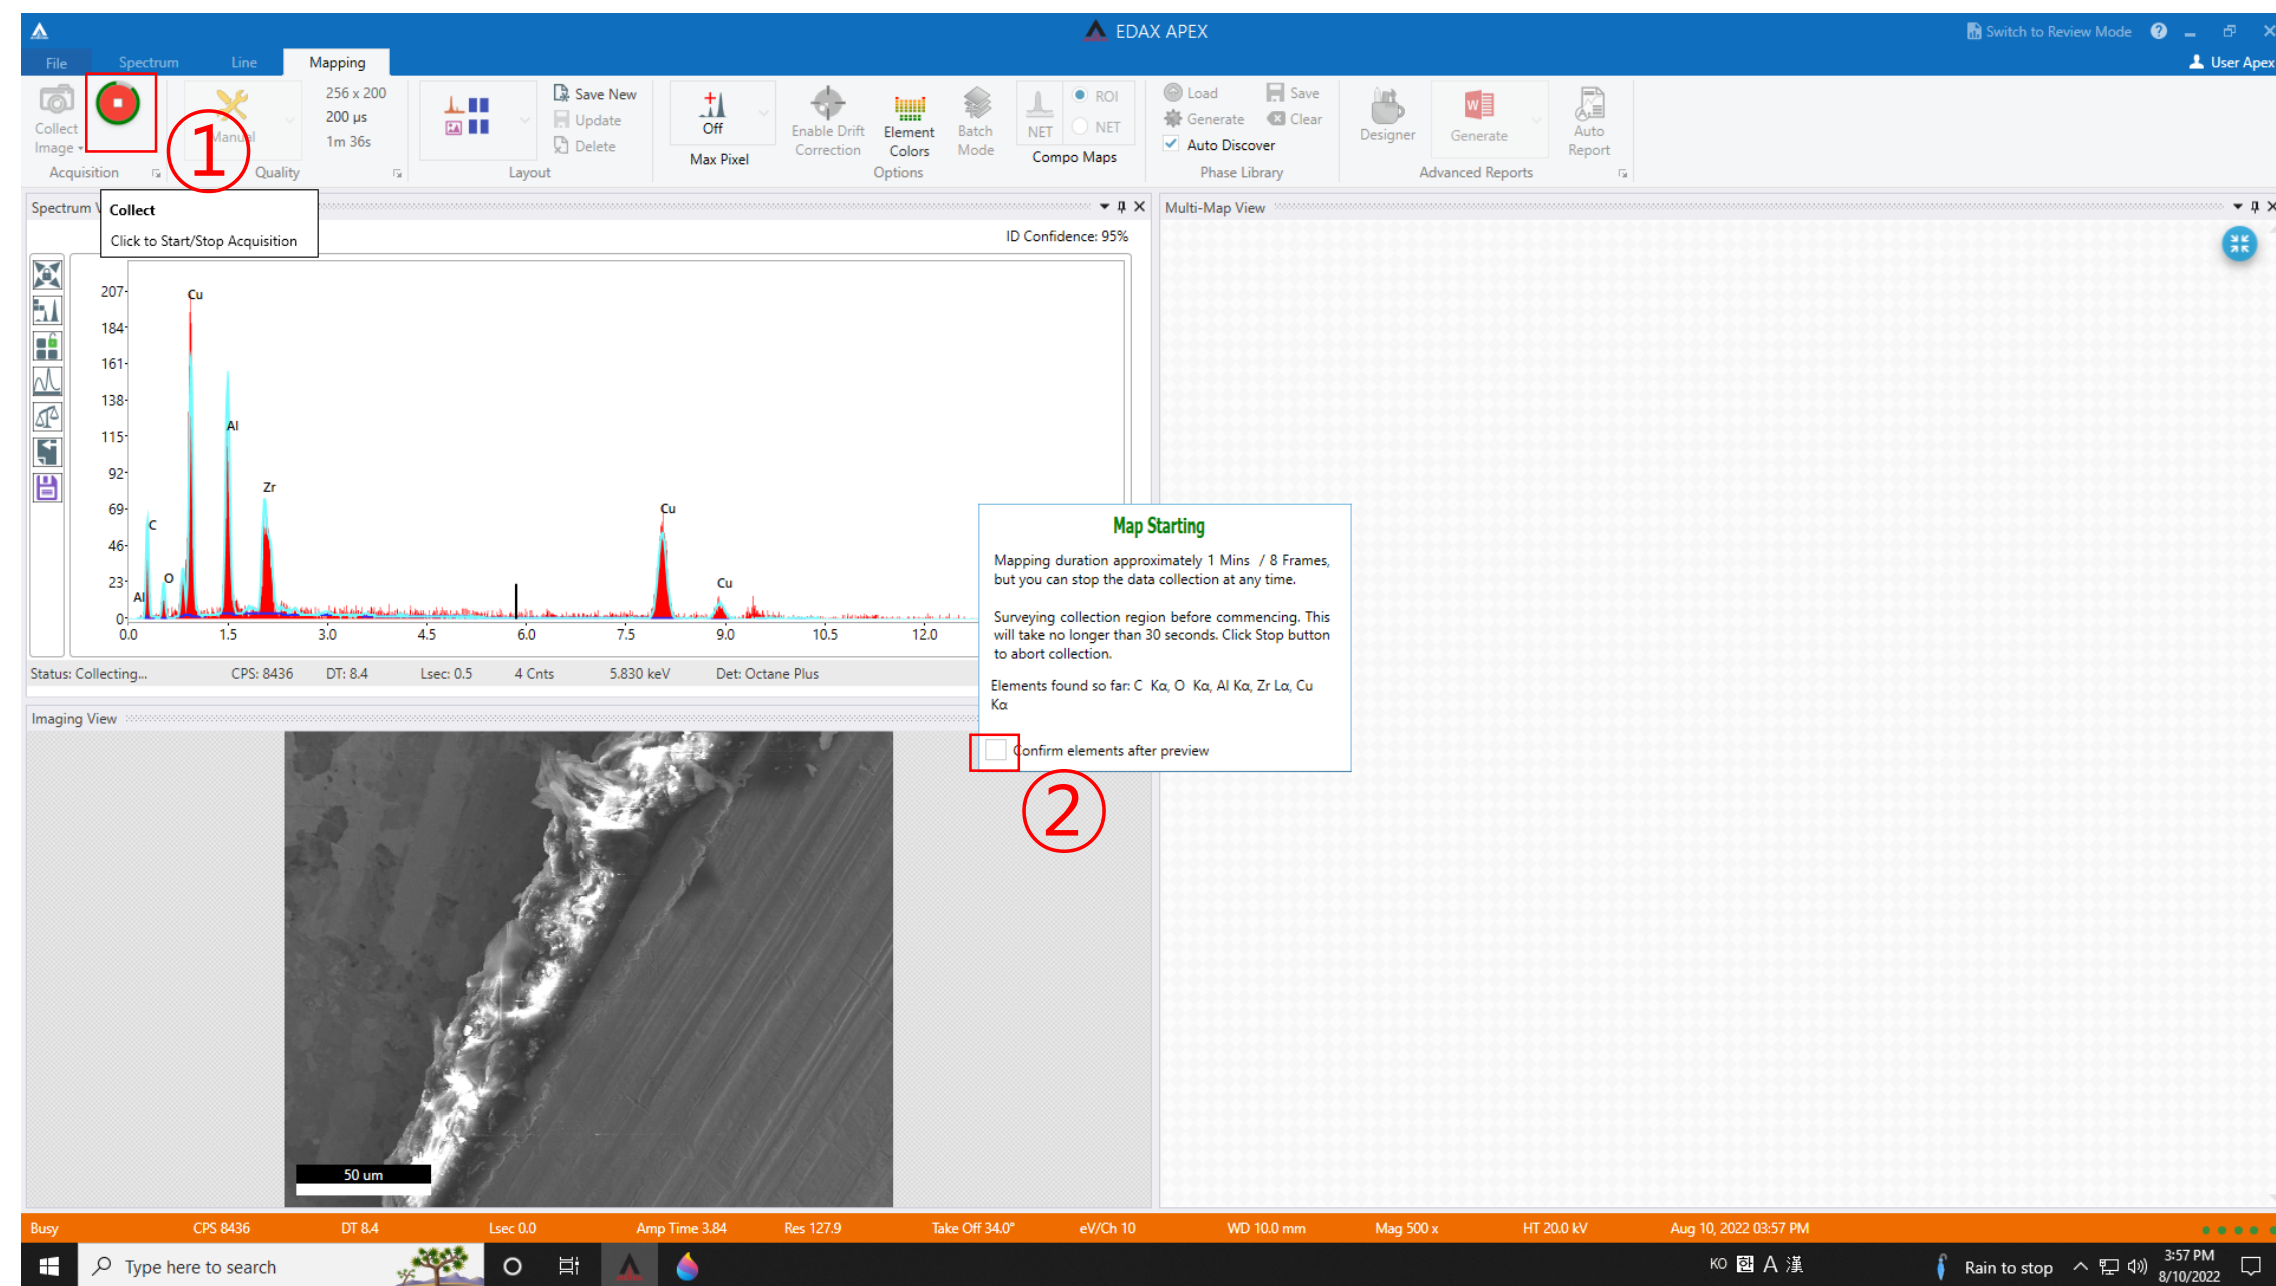 EDAX APEX
Switch to Review Mode
File Spectrum Line Mapping
User Apex
Collect
Image
Manual
256 x 200
200 µs
1m 36s
Save New
Update
Delete
Off
Max Pixel
Enable Drift
Correction
Element
Colors
Batch
Mode
NET
ROI
NET
Compo Maps
Load Save
Generate Clear
Auto Discover
Designer
Generate
Auto
Report
Acquisition Quality Layout Options Phase Library Advanced Reports
①
Spectrum V
Multi-Map View
Collect
Click to Start/Stop Acquisition
ID Confidence: 95%
207
184
161
138
115
92
69
46
23
0
Cu
Al
Zr
C
O
Al
Cu
Cu
0.0 1.5 3.0 4.5 6.0 7.5 9.0 10.5 12.0
Status: Collecting... CPS: 8436 DT: 8.4 Lsec: 0.5 4 Cnts 5.830 keV Det: Octane Plus
Map Starting
Mapping duration approximately 1 Mins / 8 Frames,
but you can stop the data collection at any time.
Surveying collection region before commencing. This
will take no longer than 30 seconds. Click Stop button
to abort collection.
Elements found so far: C Kα, O Kα, Al Kα, Zr Lα, Cu
Kα
Confirm elements after preview
②
Imaging View
50 um
Busy CPS 8436 DT 8.4 Lsec 0.0 Amp Time 3.84 Res 127.9 Take Off 34.0° eV/Ch 10 WD 10.0 mm Mag 500 x HT 20.0 kV Aug 10, 2022 03:57 PM
Type here to search
KO 한 A 漢
Rain to stop
3:57 PM
8/10/2022